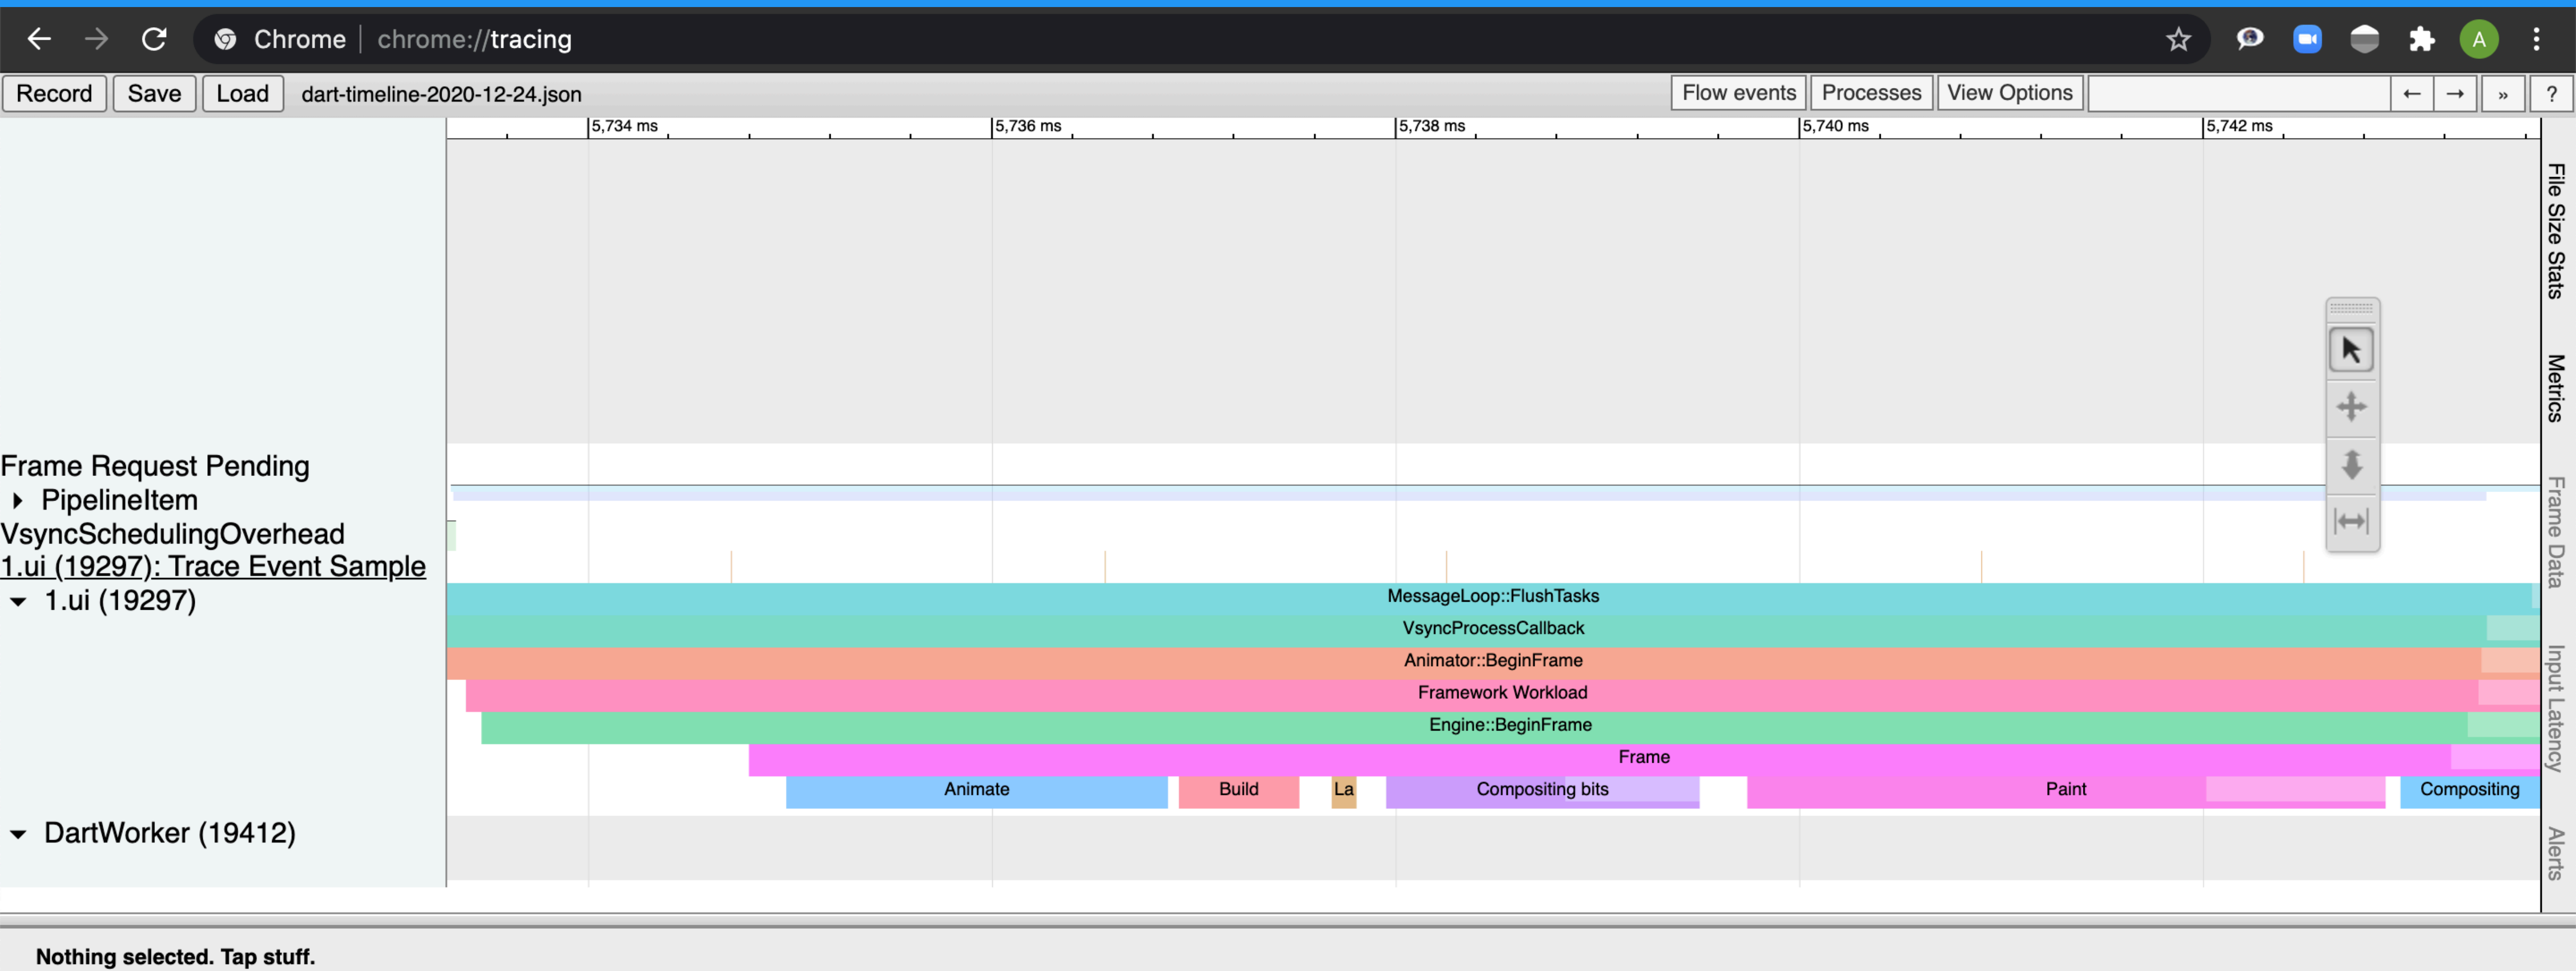 Chrome chrome://tracing A
Record Save Load dart-timeline-2020-12-24.json Flow events Processes View Options ← → » ?
5,734 ms 5,736 ms 5,738 ms 5,740 ms 5,742 ms
File Size Stats
Metrics
Frame Data
Input Latency
Alerts
Frame Request Pending
PipelineItem
VsyncSchedulingOverhead
1.ui (19297): Trace Event Sample
1.ui (19297)
MessageLoop::FlushTasks
VsyncProcessCallback
Animator::BeginFrame
Framework Workload
Engine::BeginFrame
Frame
Animate Build La Compositing bits Paint Compositing
DartWorker (19412)
Nothing selected. Tap stuff.